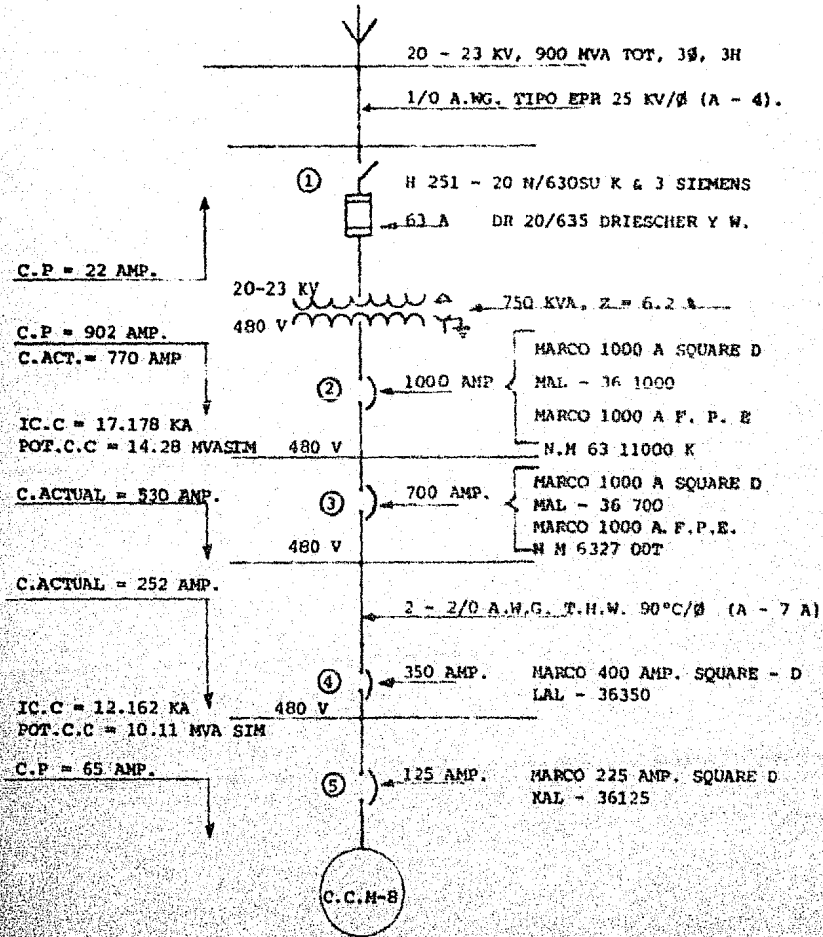 20 - 23 KV, 900 MVA TOT, 3Ø, 3H
1/0 A.WG. TIPO EPR 25 KV/Ø (A - 4).
① H 251 - 20 N/630SU K & 3 SIEMENS
63 A DR 20/635 DRIESCHER Y W.
C.P = 22 AMP.
20-23 KV
750 KVA, Z = 6.2 %
480 V
C.P = 902 AMP.
C.ACT.= 770 AMP
MARCO 1000 A SQUARE D
② 1000 AMP MAL - 36 1000
MARCO 1000 A F. P. E
IC.C = 17.178 KA
POT.C.C = 14.28 MVASIM 480 V N.M 63 11000 K
MARCO 1000 A SQUARE D
C.ACTUAL = 530 AMP. ③ 700 AMP. MAL - 36 700
MARCO 1000 A. F.P.E.
480 V N M 6327 00T
C.ACTUAL = 252 AMP.
2 - 2/0 A.W.G. T.H.W. 90°C/Ø (A - 7 A)
④ 350 AMP. MARCO 400 AMP. SQUARE - D
LAL - 36350
IC.C = 12.162 KA 480 V
POT.C.C = 10.11 MVA SIM
C.P = 65 AMP.
⑤ 125 AMP. MARCO 225 AMP. SQUARE D
KAL - 36125
C.C.M-8